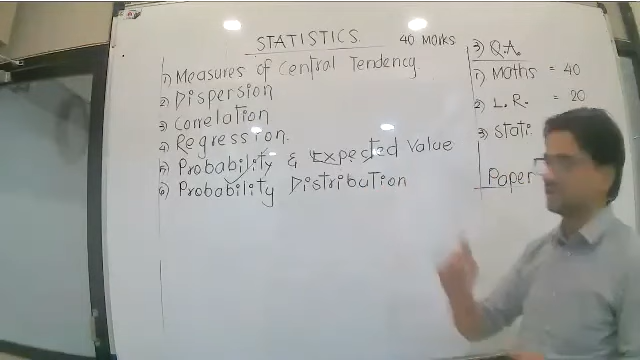 STATISTICS. 40 Marks
1) Measures of Central Tendency
2) Dispersion
3) Correlation
4) Regression.
5) Probability & Expected Value
6) Probability Distribution
3) Q.A.
1) Maths = 40
2) L.R. = 20
3) Stati.
Paper